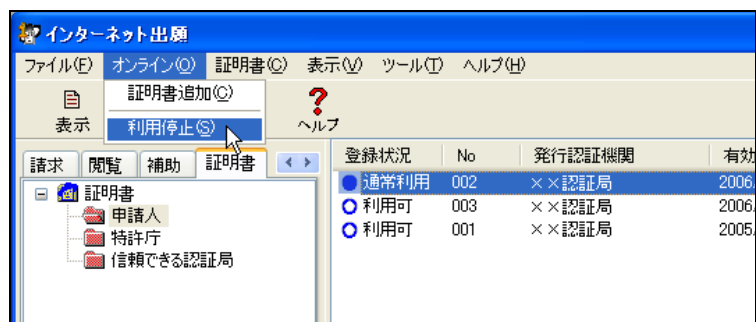 インターネット出願
ファイル(F) オンライン(O) 証明書(C) 表示(V) ツール(T) ヘルプ(H)
証明書追加(C)
利用停止(S)
表示
ヘルプ
請求 閲覧 補助 証明書
証明書
申請人
特許庁
信頼できる認証局
登録状況 No 発行認証機関 有効
通常利用 002 ××認証局 2006.
利用可 003 ××認証局 2006.
利用可 001 ××認証局 2005.